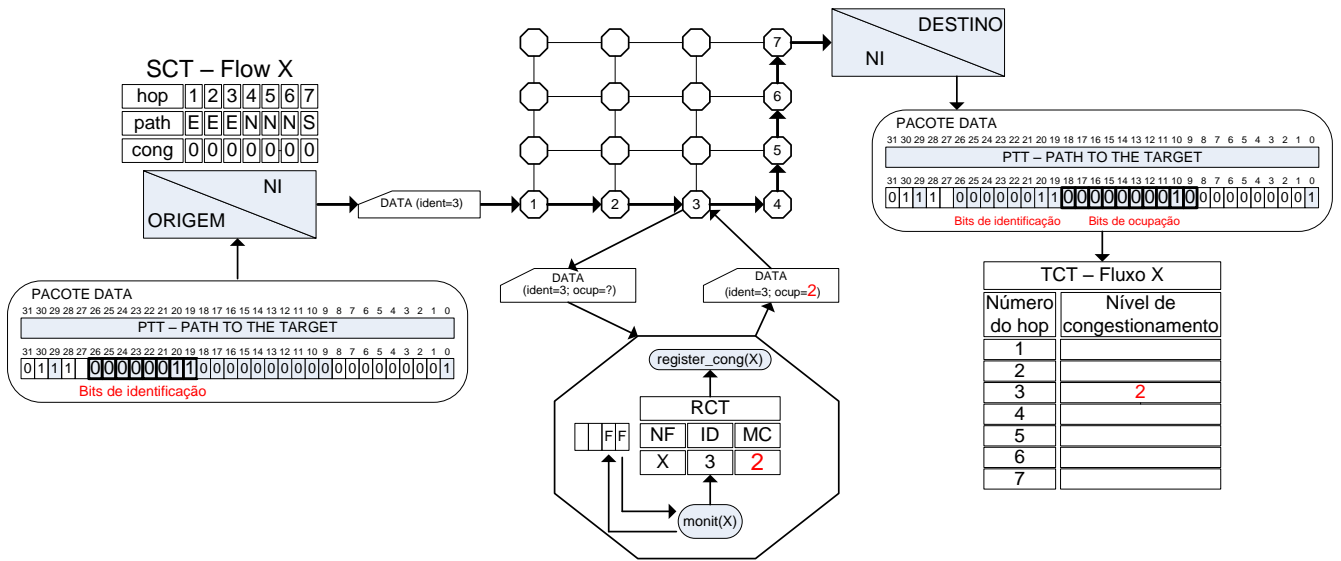 SCT – Flow X
hop 1 2 3 4 5 6 7
path E E E N N N S
cong 0 0 0 0 0 0 0
NI
ORIGEM
DATA (ident=3)
1
2
3
4
5
6
7
DESTINO
NI
PACOTE DATA
31 30 29 28 27 26 25 24 23 22 21 20 19 18 17 16 15 14 13 12 11 10 9 8 7 6 5 4 3 2 1 0
PTT – PATH TO THE TARGET
31 30 29 28 27 26 25 24 23 22 21 20 19 18 17 16 15 14 13 12 11 10 9 8 7 6 5 4 3 2 1 0
0 1 1 1 0 0 0 0 0 0 1 1 0 0 0 0 0 0 0 0 1 0 0 0 0 0 0 0 0 0 1
Bits de identificação Bits de ocupação
DATA
(ident=3; ocup=?)
DATA
(ident=3; ocup=2)
PACOTE DATA
31 30 29 28 27 26 25 24 23 22 21 20 19 18 17 16 15 14 13 12 11 10 9 8 7 6 5 4 3 2 1 0
PTT – PATH TO THE TARGET
31 30 29 28 27 26 25 24 23 22 21 20 19 18 17 16 15 14 13 12 11 10 9 8 7 6 5 4 3 2 1 0
0 1 1 1 0 0 0 0 0 0 1 1 0 0 0 0 0 0 0 0 0 0 0 0 0 0 0 0 0 0 1
Bits de identificação
register_cong(X)
RCT
NF ID MC
X 3 2
F F
monit(X)
TCT – Fluxo X
Número do hop
Nível de congestionamento
1
2
3 2
4
5
6
7